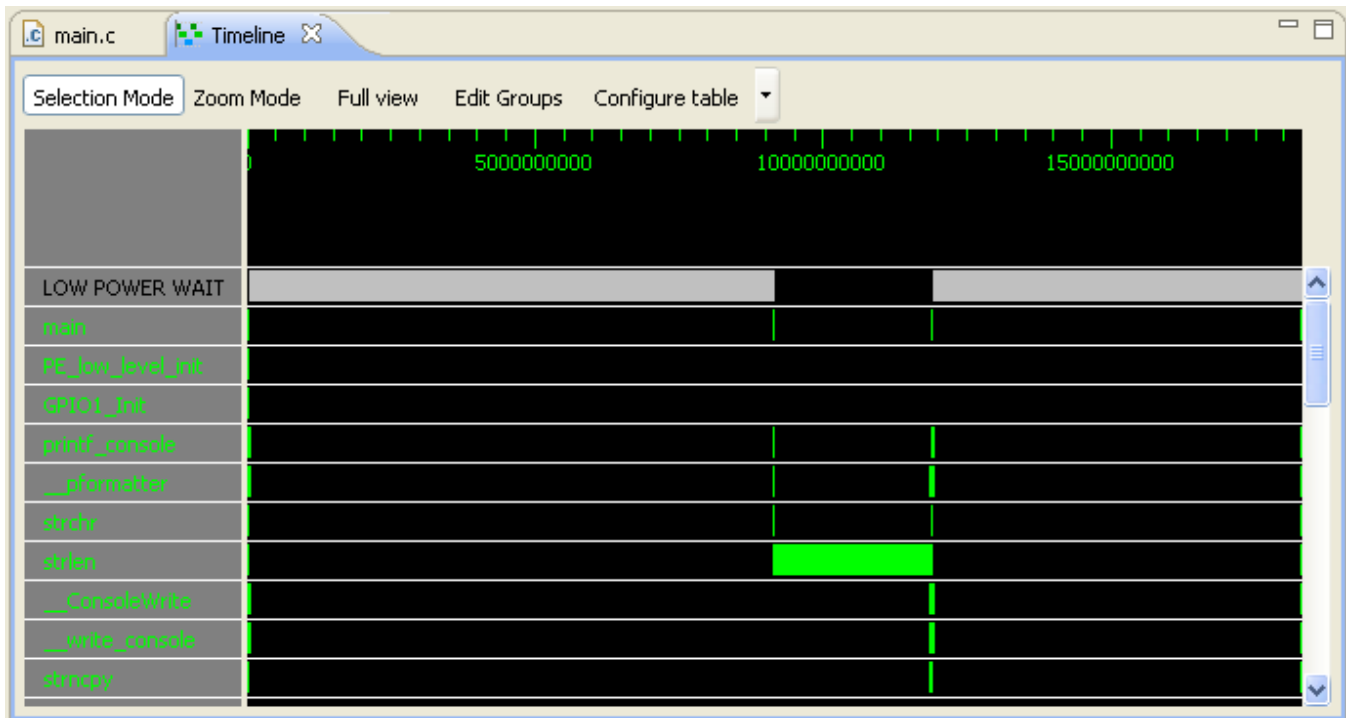 .c main.c Timeline
Selection Mode Zoom Mode Full view Edit Groups Configure table
0 5000000000 10000000000 15000000000
LOW POWER WAIT
main
PE_low_level_init
GPIO1_Init
printf_console
__pformatter
strchr
strlen
__ConsoleWrite
__write_console
strncpy